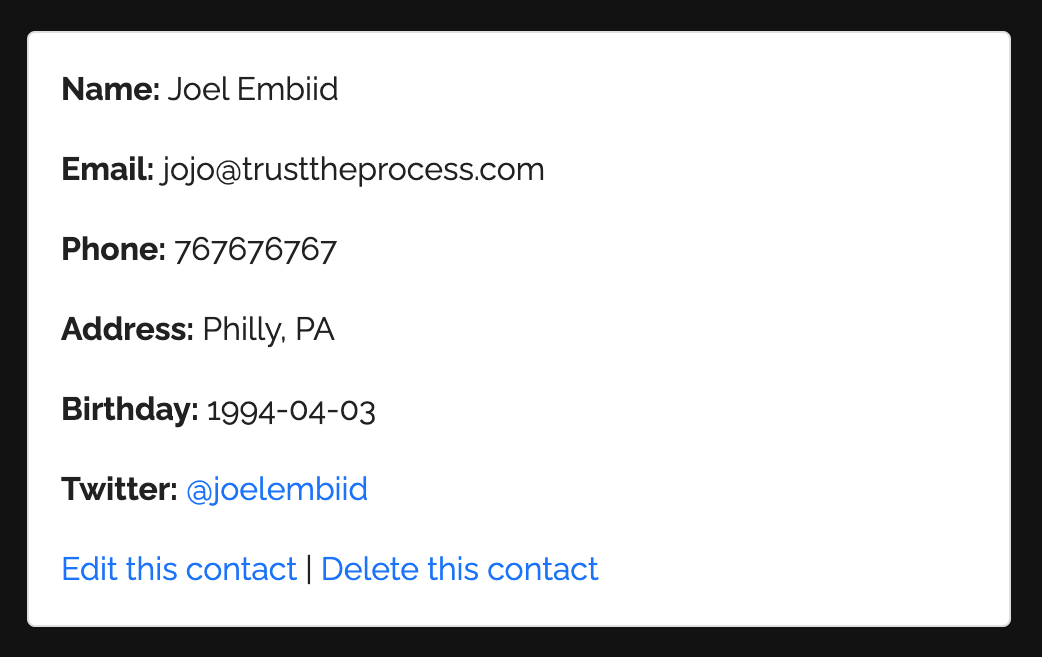 Name: Joel Embiid
Email: jojo@trusttheprocess.com
Phone: 767676767
Address: Philly, PA
Birthday: 1994-04-03
Twitter: @joelembiid
Edit this contact | Delete this contact